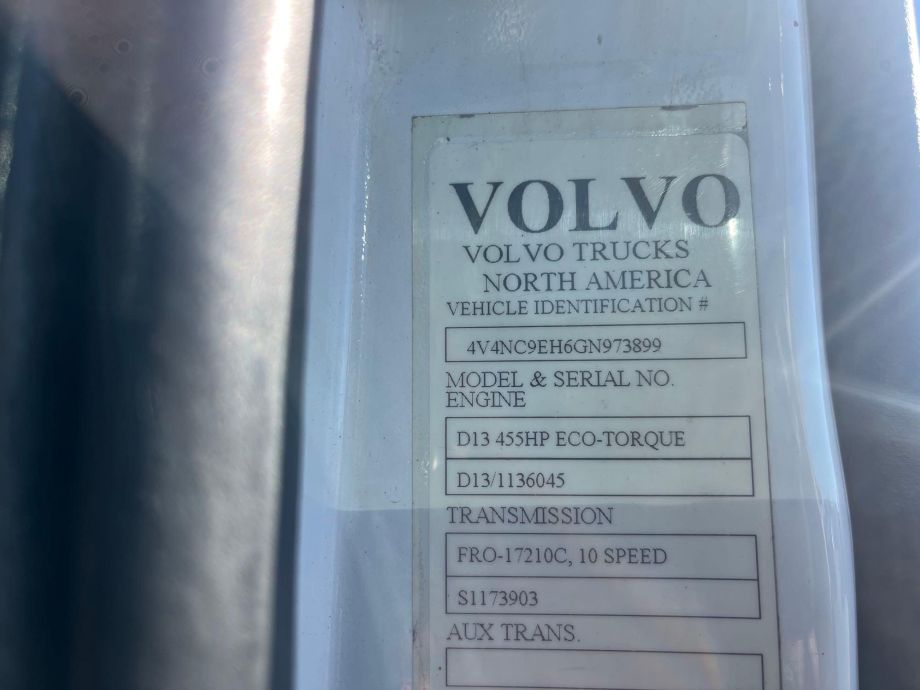 VOLVO
VOLVO TRUCKS
NORTH AMERICA
VEHICLE IDENTIFICATION #
4V4NC9EH6GN973899
MODEL & SERIAL NO.
ENGINE
D13 455HP ECO-TORQUE
D13/1136045
TRANSMISSION
FRO-17210C, 10 SPEED
S1173903
AUX TRANS.